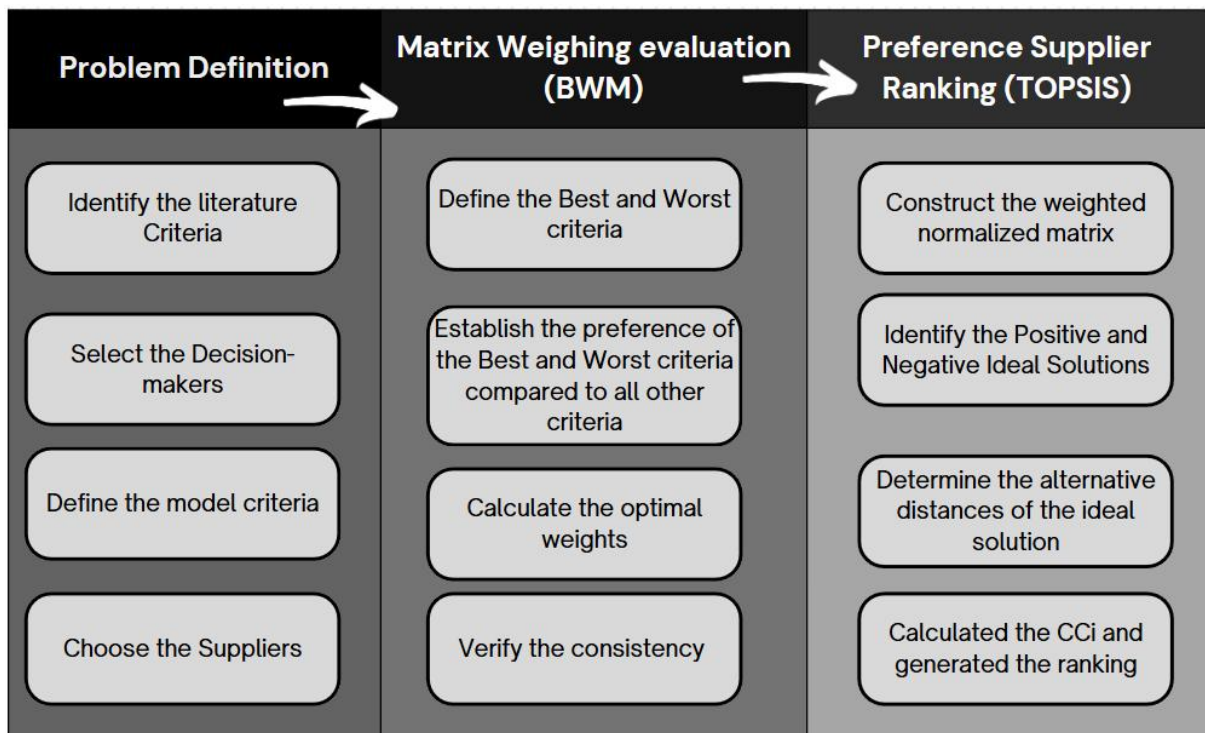 Problem Definition
Matrix Weighing evaluation
(BWM)
Preference Supplier
Ranking (TOPSIS)
Identify the literature
Criteria
Select the Decision-
makers
Define the model criteria
Choose the Suppliers
Define the Best and Worst
criteria
Establish the preference of
the Best and Worst criteria
compared to all other
criteria
Calculate the optimal
weights
Verify the consistency
Construct the weighted
normalized matrix
Identify the Positive and
Negative Ideal Solutions
Determine the alternative
distances of the ideal
solution
Calculated the CCi and
generated the ranking